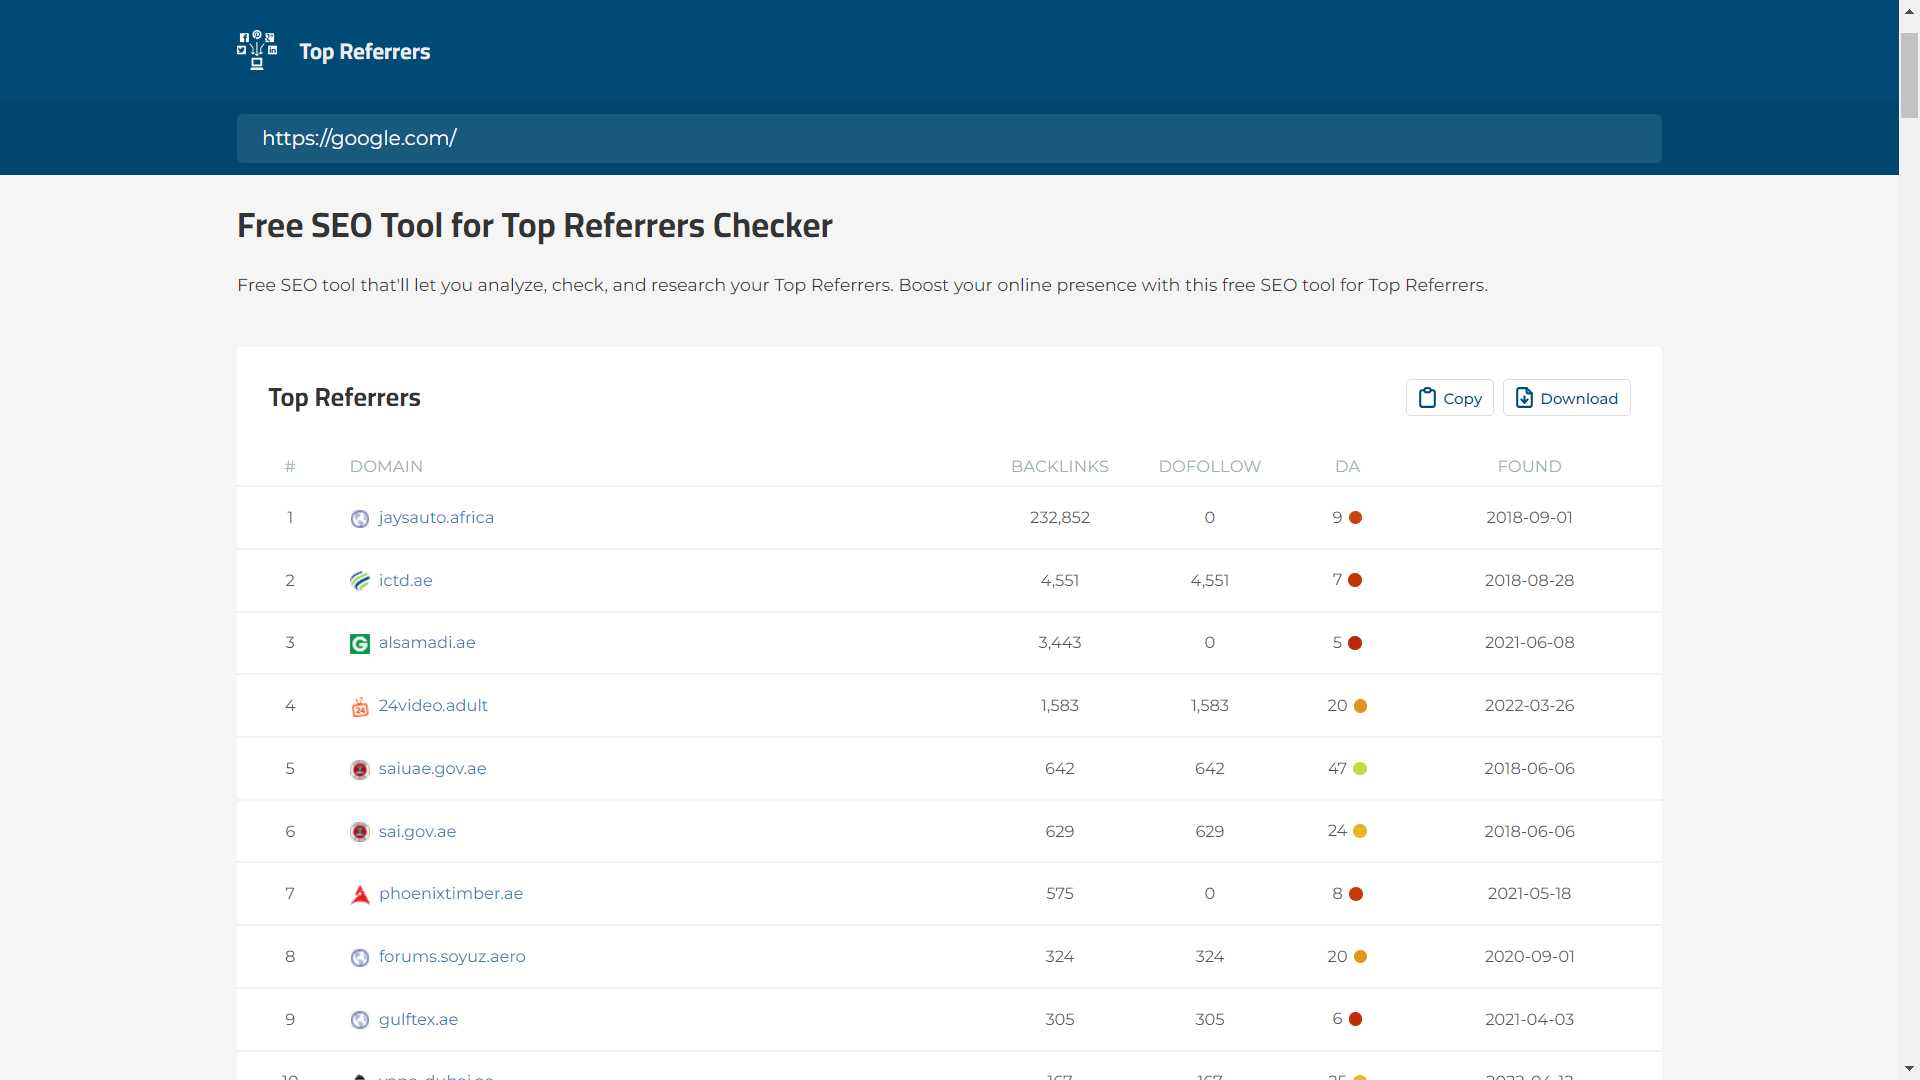 Top Referrers
https://google.com/
Free SEO Tool for Top Referrers Checker
Free SEO tool that'll let you analyze, check, and research your Top Referrers. Boost your online presence with this free SEO tool for Top Referrers.
Top Referrers
Copy Download
# DOMAIN BACKLINKS DOFOLLOW DA FOUND
1 jaysauto.africa 232,852 0 9 2018-09-01
2 ictd.ae 4,551 4,551 7 2018-08-28
3 alsamadi.ae 3,443 0 5 2021-06-08
4 24video.adult 1,583 1,583 20 2022-03-26
5 saiuae.gov.ae 642 642 47 2018-06-06
6 sai.gov.ae 629 629 24 2018-06-06
7 phoenixtimber.ae 575 0 8 2021-05-18
8 forums.soyuz.aero 324 324 20 2020-09-01
9 gulftex.ae 305 305 6 2021-04-03